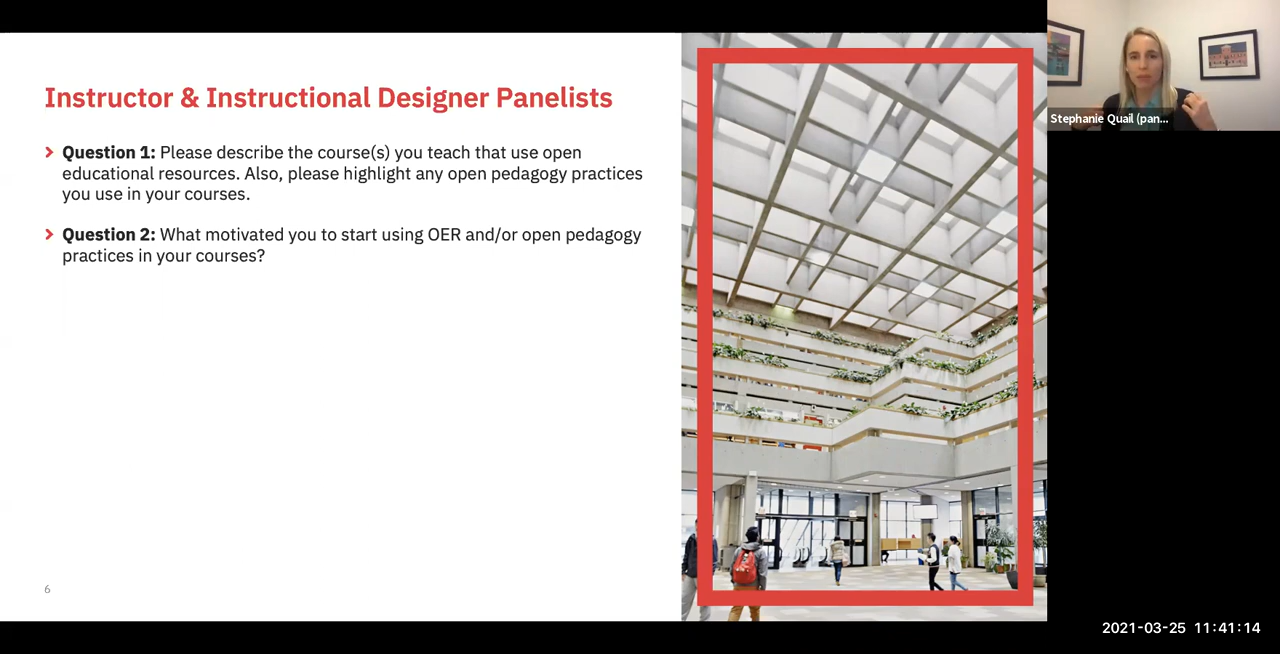 Instructor & Instructional Designer Panelists
Question 1: Please describe the course(s) you teach that use open
educational resources. Also, please highlight any open pedagogy practices
you use in your courses.
Question 2: What motivated you to start using OER and/or open pedagogy
practices in your courses?
6
Stephanie Quail (pan...
2021-03-25 11:41:14